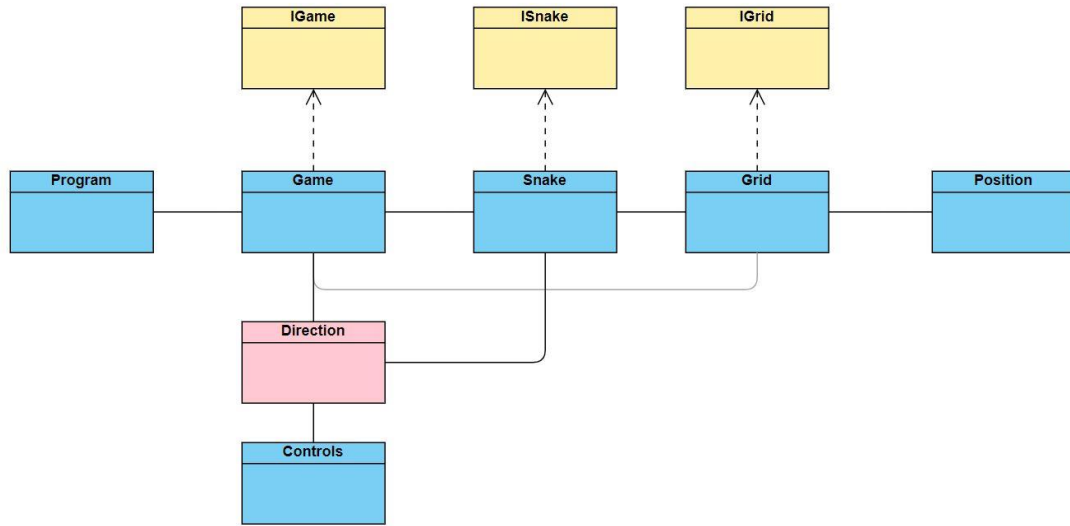 IGame
ISnake
IGrid
Program
Game
Snake
Grid
Position
Direction
Controls